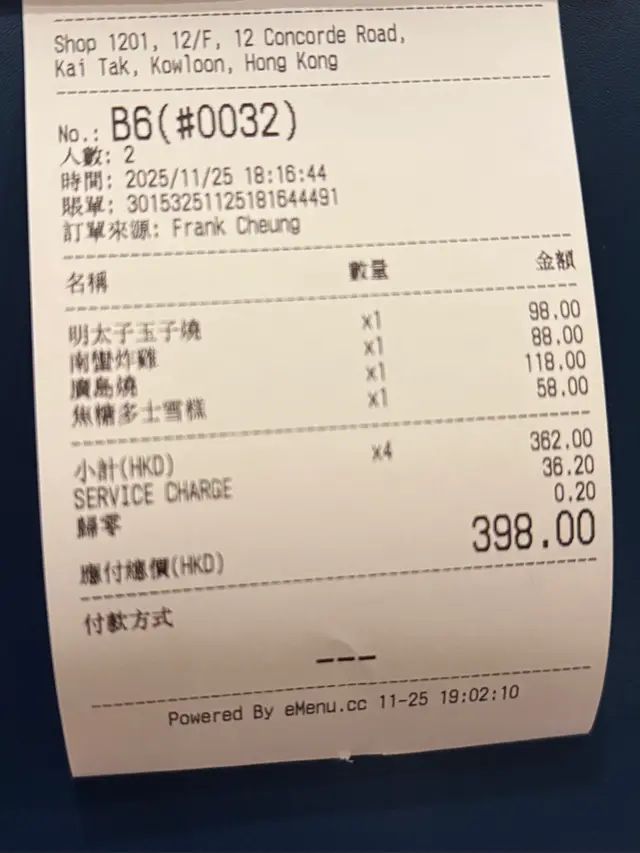 Shop 1201, 12/F, 12 Concorde Road,
Kai Tak, Kowloon, Hong Kong
No.: B6(#0032)
人數: 2
時間: 2025/11/25 18:16:44
賬單: 301532511251816444​91
訂單來源: Frank Cheung
名稱 數量 金額
明太子玉子燒 x1 98.00
南蠻炸雞 x1 88.00
廣島燒 x1 118.00
焦糖多士雪糕 x1 58.00
小計(HKD) x4 362.00
SERVICE CHARGE 36.20
歸零 0.20
應付總價(HKD) 398.00
付款方式
---
Powered By eMenu.cc 11-25 19:02:10